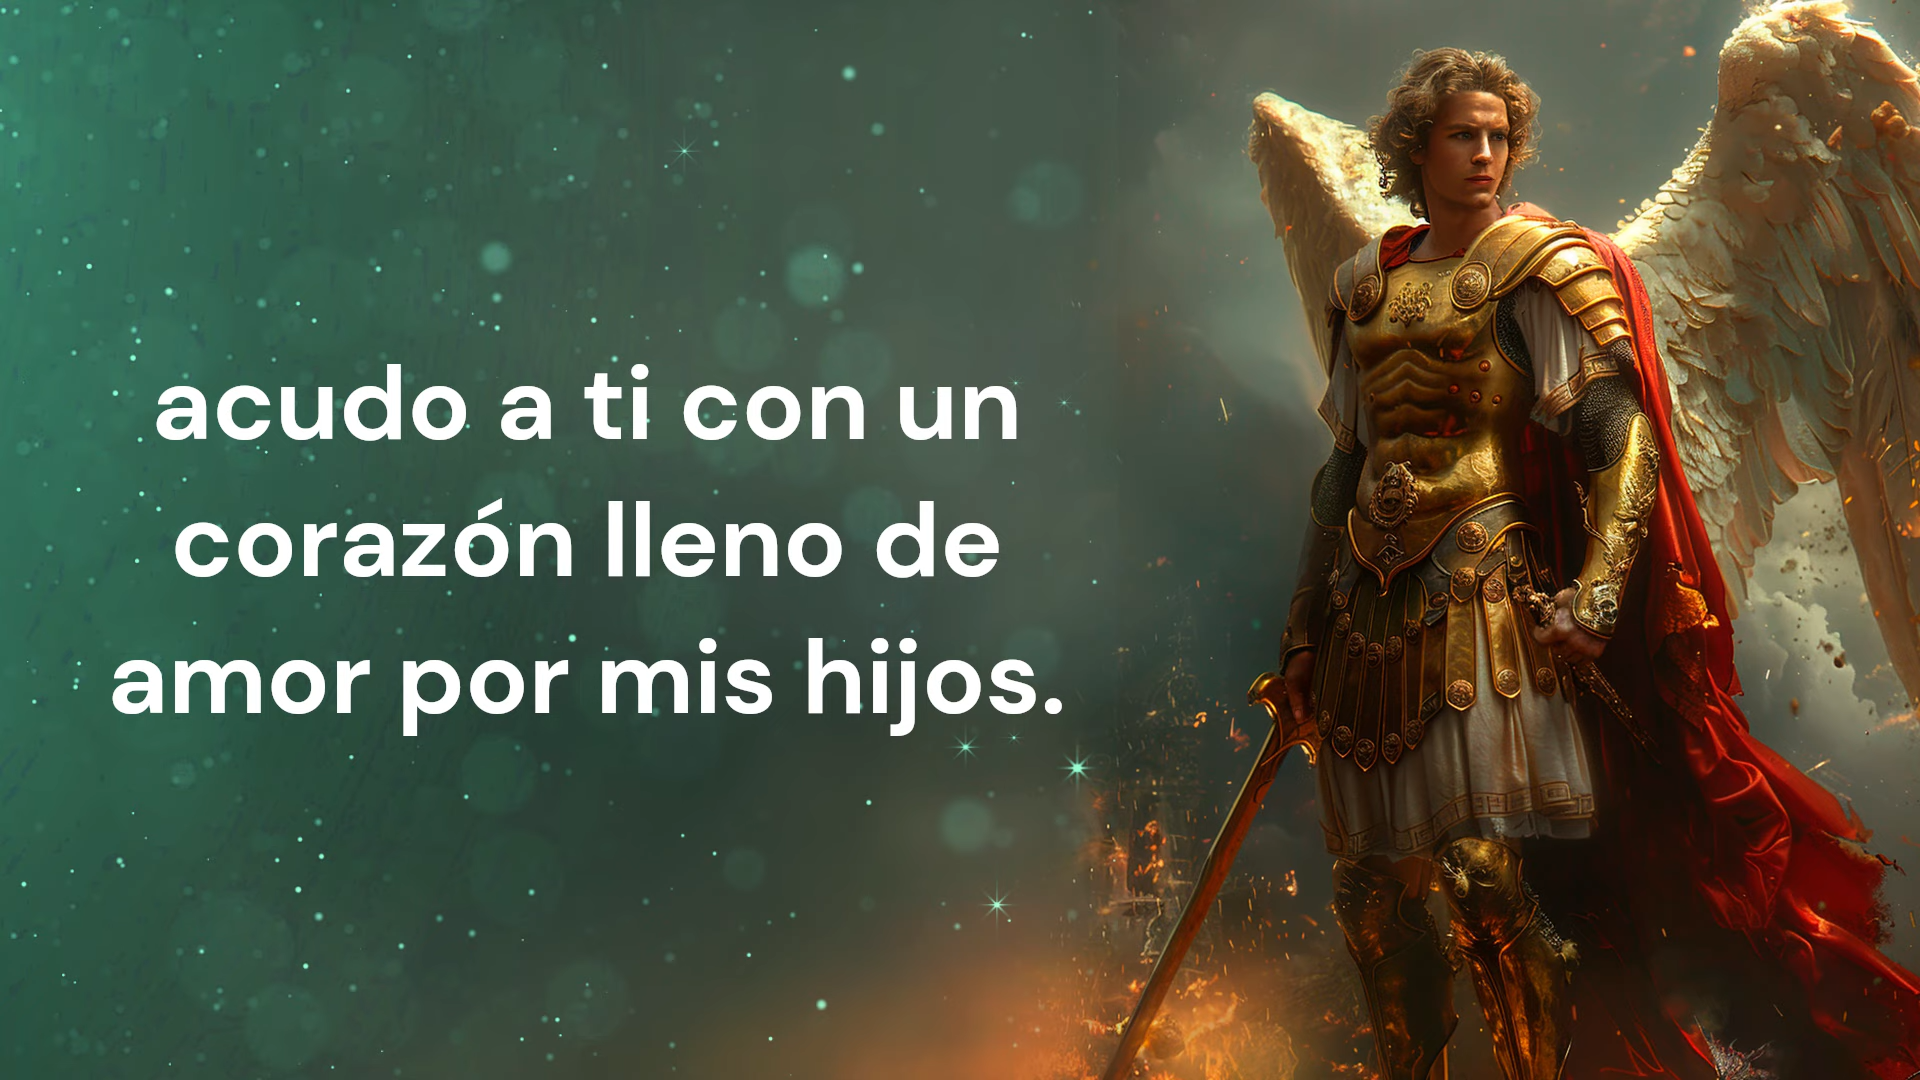 acudo a ti con un
corazón lleno de
amor por mis hijos.